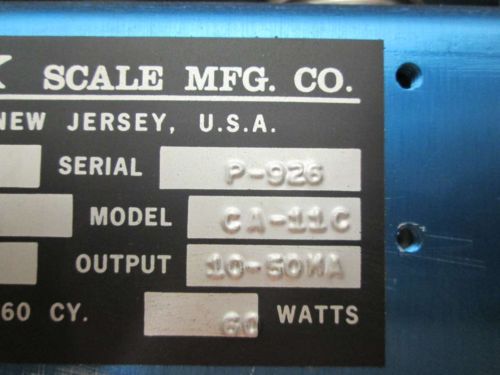 K SCALE MFG. CO.
NEW JERSEY, U.S.A.
SERIAL P-926
MODEL CA-11C
OUTPUT 10-50MA
60 CY. 60 WATTS